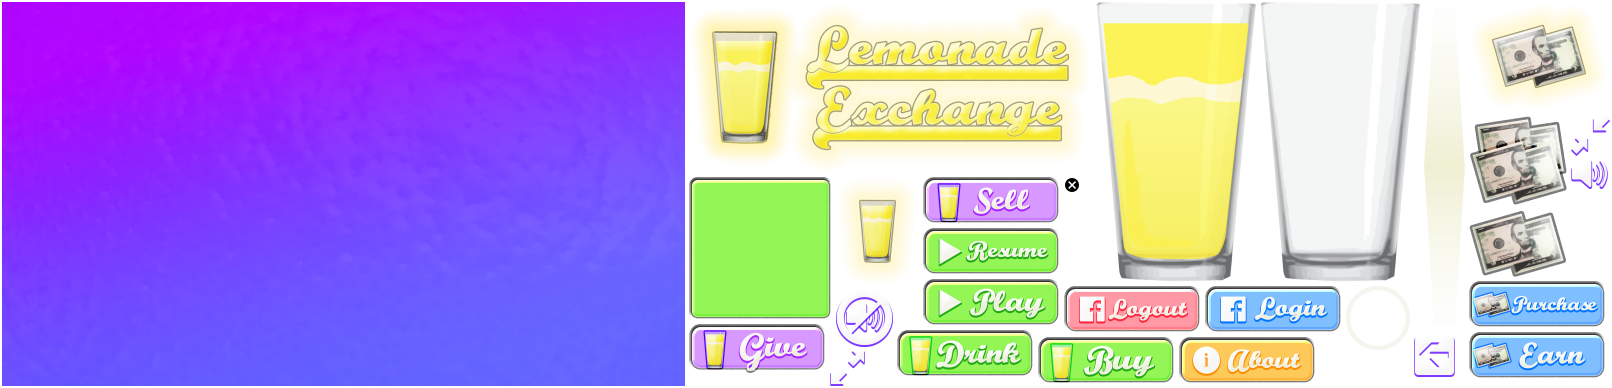 Lemonade
Exchange
Sell
Resume
Play
Give
Drink
Logout
Login
Buy
About
Purchase
Earn